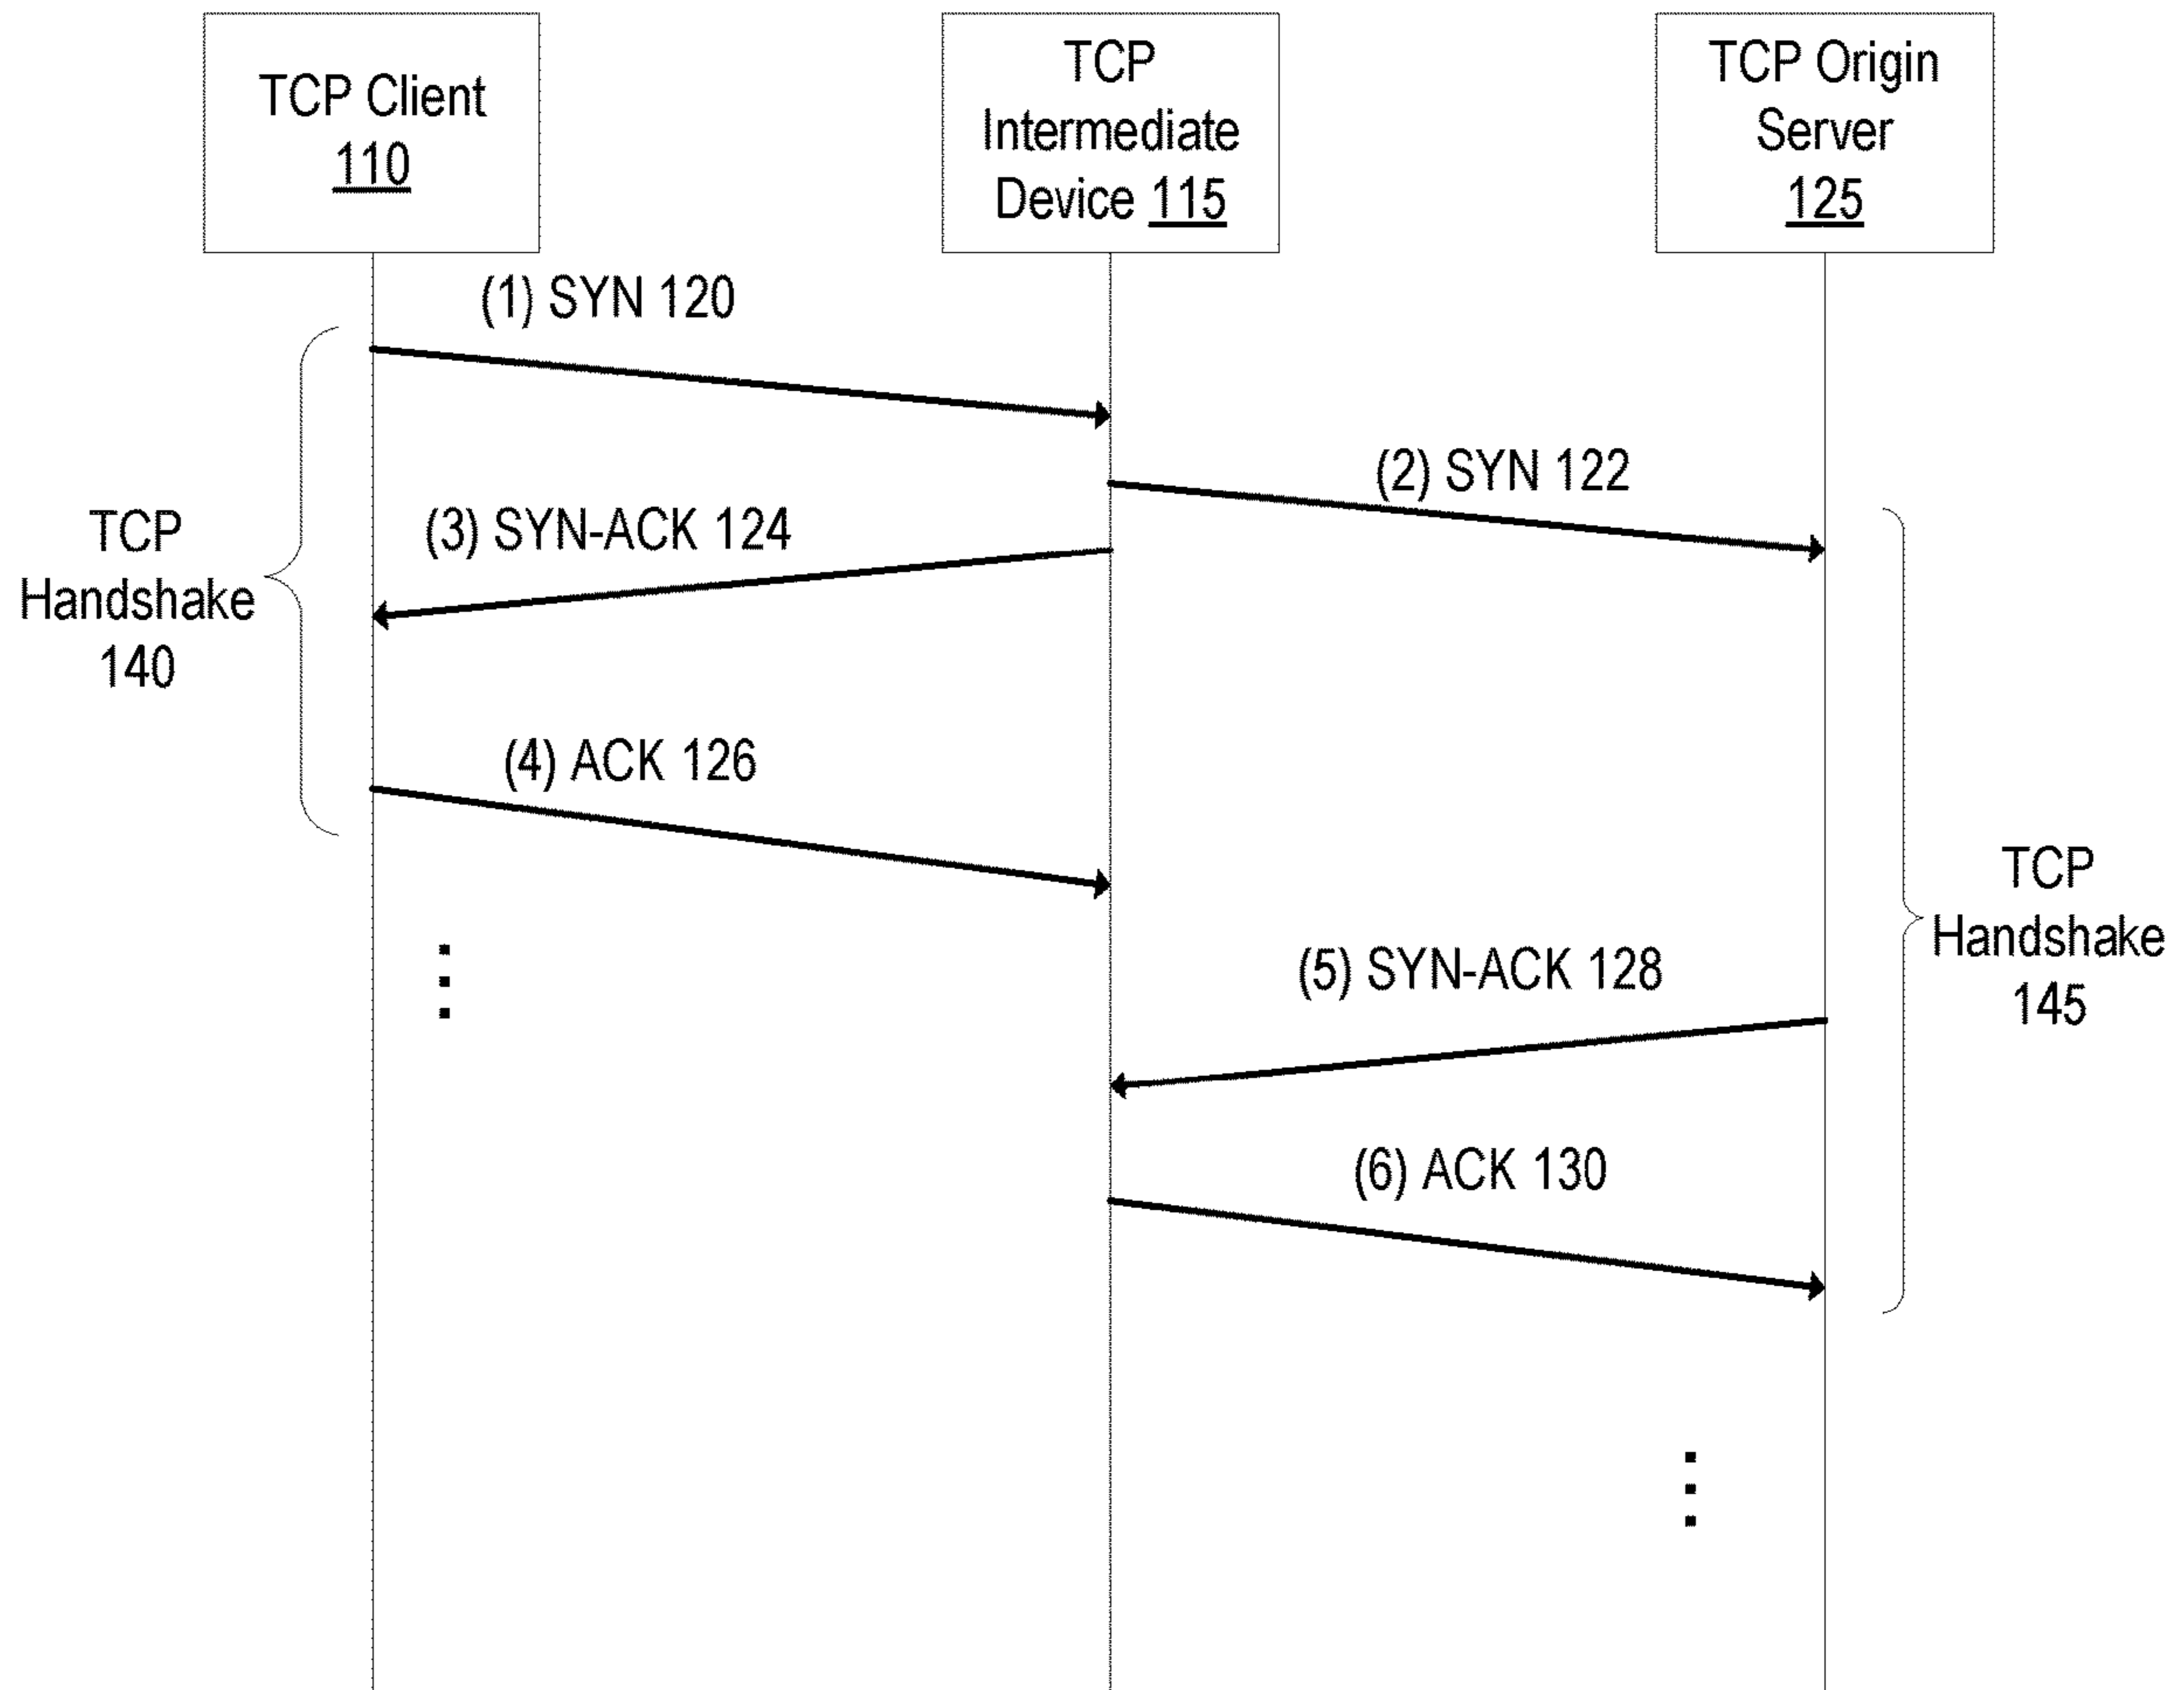 TCP Client
110
TCP
Intermediate
Device 115
TCP Origin
Server
125
(1) SYN 120
(2) SYN 122
(3) SYN-ACK 124
TCP
Handshake
140
(4) ACK 126
TCP
Handshake
145
(5) SYN-ACK 128
(6) ACK 130